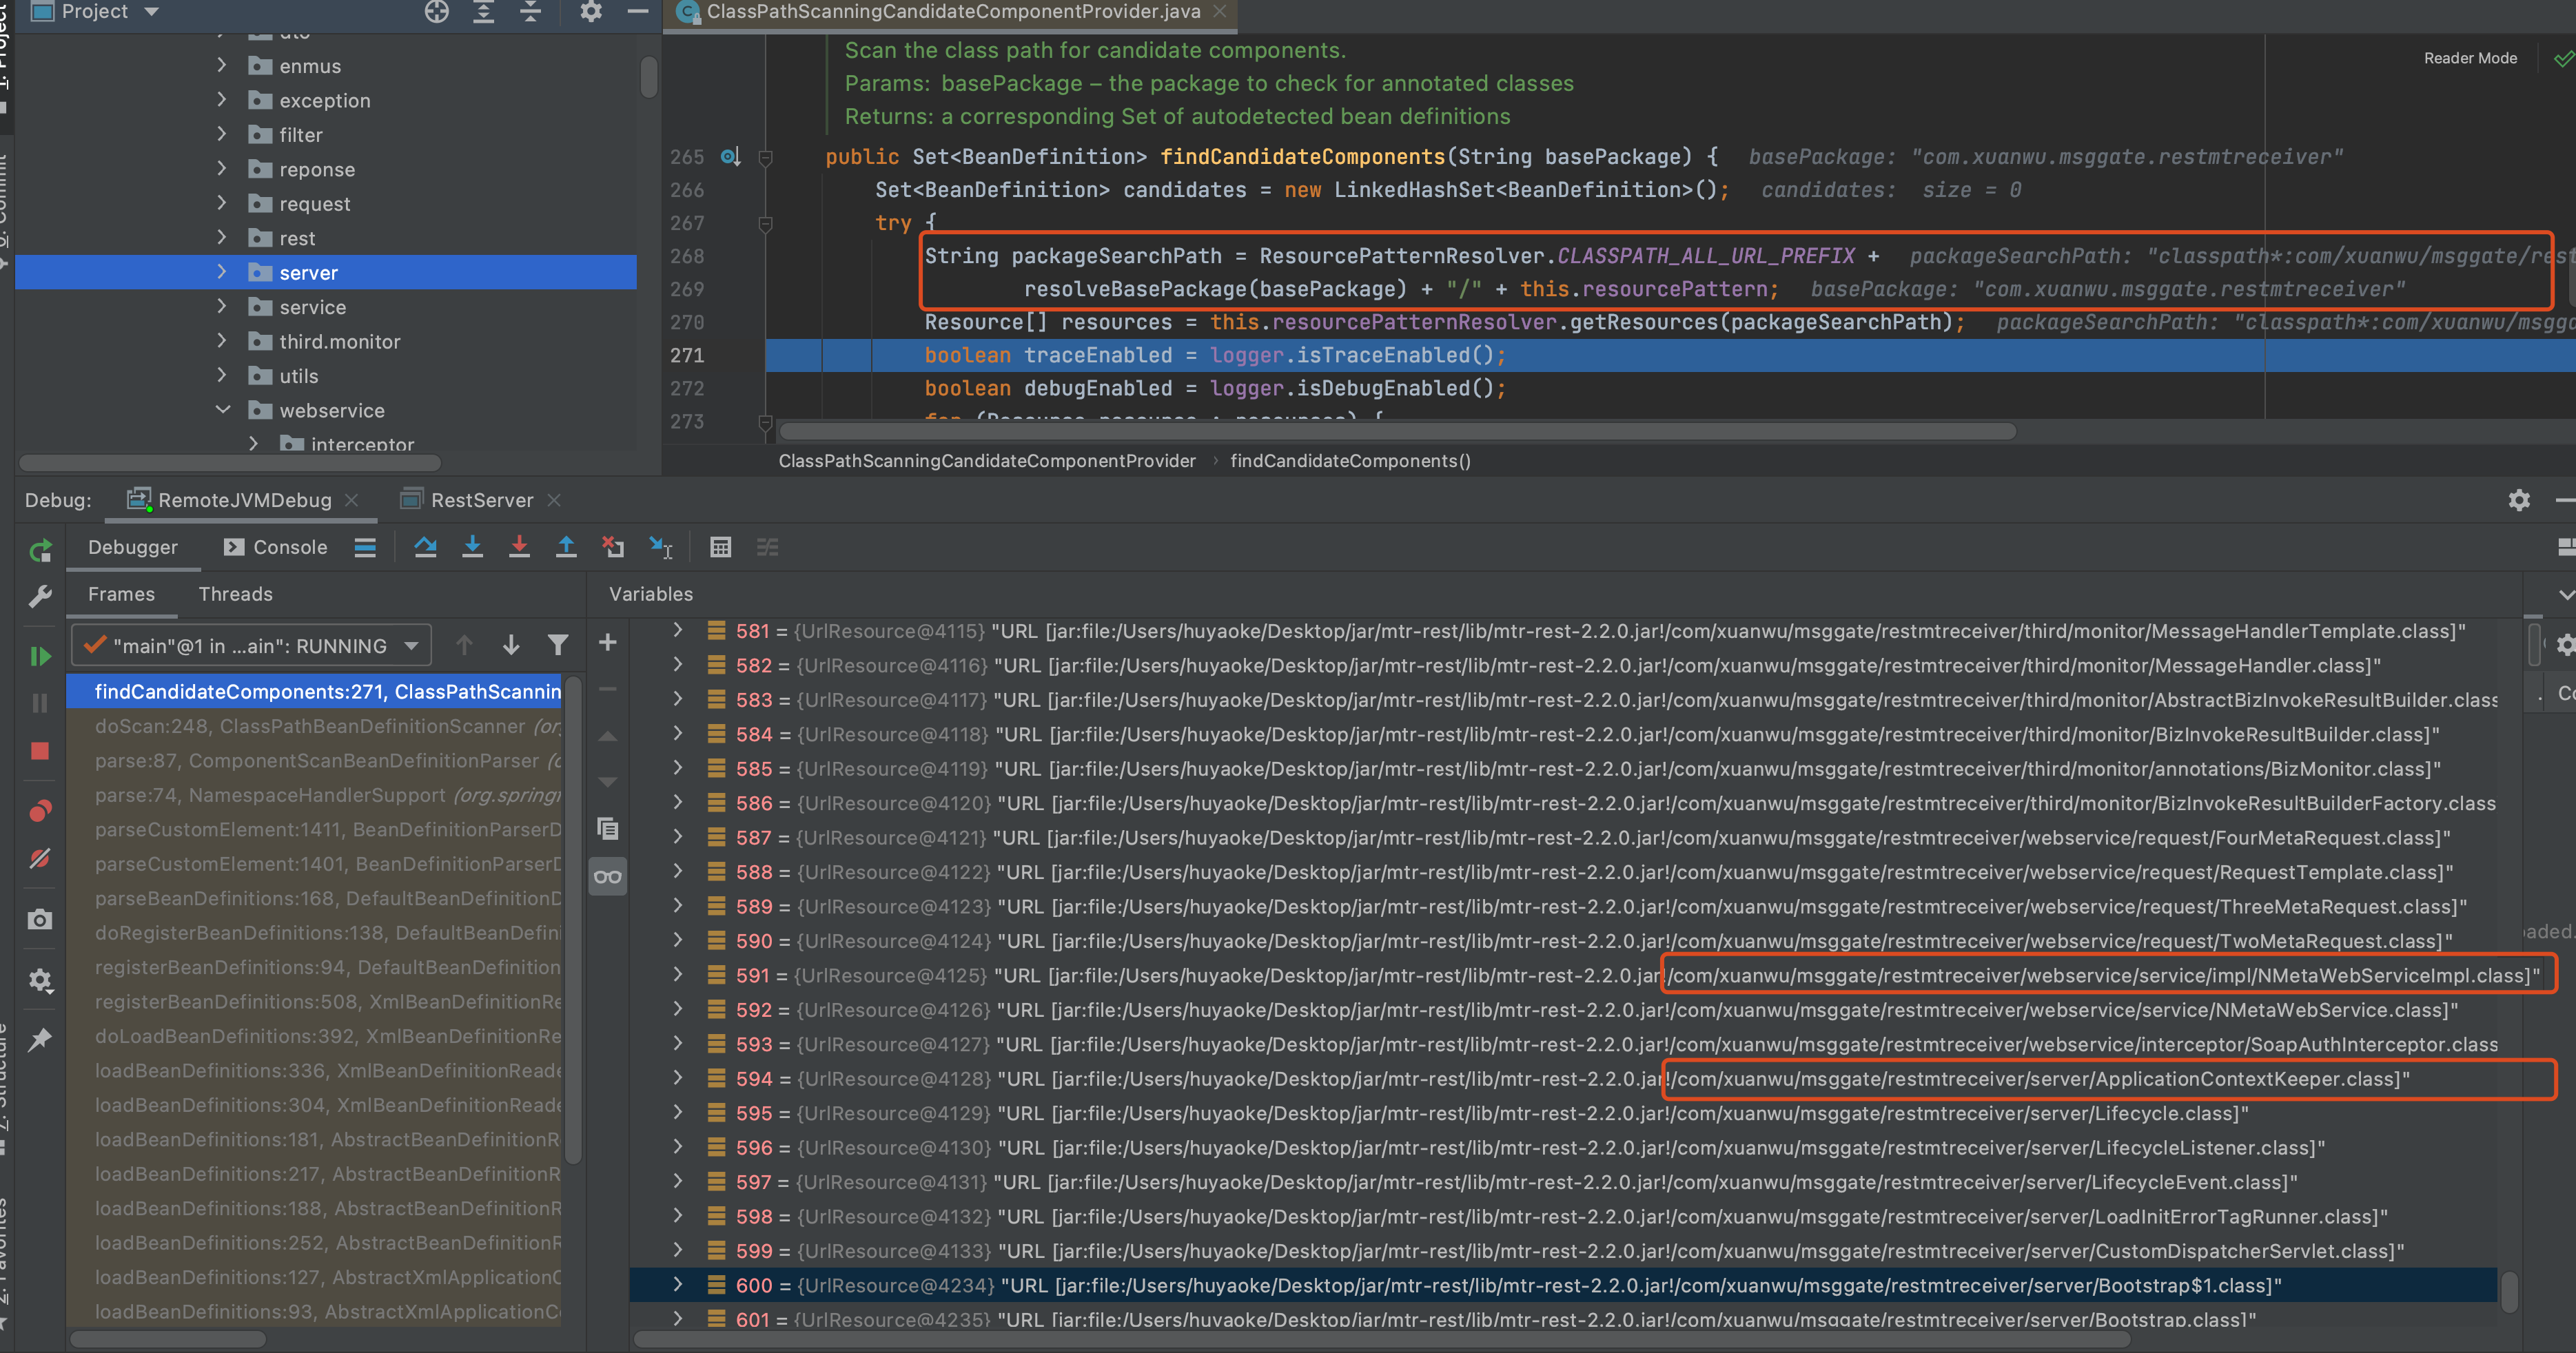 Project
ClassPathScanningCandidateComponentProvider.java
enmus
exception
filter
reponse
request
rest
server
service
third.monitor
utils
webservice
interceptor
Scan the class path for candidate components.
Params: basePackage – the package to check for annotated classes
Returns: a corresponding Set of autodetected bean definitions
Reader Mode
265 public Set<BeanDefinition> findCandidateComponents(String basePackage) { basePackage: "com.xuanwu.msggate.restmtreceiver"
266 Set<BeanDefinition> candidates = new LinkedHashSet<BeanDefinition>(); candidates: size = 0
267 try {
268 String packageSearchPath = ResourcePatternResolver.CLASSPATH_ALL_URL_PREFIX + packageSearchPath: "classpath*:com/xuanwu/msggate/rest
269 resolveBasePackage(basePackage) + "/" + this.resourcePattern; basePackage: "com.xuanwu.msggate.restmtreceiver"
270 Resource[] resources = this.resourcePatternResolver.getResources(packageSearchPath); packageSearchPath: "classpath*:com/xuanwu/msgga
271 boolean traceEnabled = logger.isTraceEnabled();
272 boolean debugEnabled = logger.isDebugEnabled();
273 for (Resource resource : resources) {
ClassPathScanningCandidateComponentProvider › findCandidateComponents()
Debug: RemoteJVMDebug RestServer
Debugger Console
Frames Threads Variables
"main"@1 in ...ain": RUNNING
findCandidateComponents:271, ClassPathScannin
doScan:248, ClassPathBeanDefinitionScanner (or
parse:87, ComponentScanBeanDefinitionParser (o
parse:74, NamespaceHandlerSupport (org.springf
parseCustomElement:1411, BeanDefinitionParserD
parseCustomElement:1401, BeanDefinitionParserD
parseBeanDefinitions:168, DefaultBeanDefinitionD
doRegisterBeanDefinitions:138, DefaultBeanDefini
registerBeanDefinitions:94, DefaultBeanDefinition
registerBeanDefinitions:508, XmlBeanDefinitionRe
doLoadBeanDefinitions:392, XmlBeanDefinitionRe
loadBeanDefinitions:336, XmlBeanDefinitionReade
loadBeanDefinitions:304, XmlBeanDefinitionReade
loadBeanDefinitions:181, AbstractBeanDefinitionR
loadBeanDefinitions:217, AbstractBeanDefinitionR
loadBeanDefinitions:188, AbstractBeanDefinitionR
loadBeanDefinitions:252, AbstractBeanDefinitionR
loadBeanDefinitions:127, AbstractXmlApplicationC
loadBeanDefinitions:93, AbstractXmlApplicationCo
581 = {UrlResource@4115} "URL [jar:file:/Users/huyaoke/Desktop/jar/mtr-rest/lib/mtr-rest-2.2.0.jar!/com/xuanwu/msggate/restmtreceiver/third/monitor/MessageHandlerTemplate.class]"
582 = {UrlResource@4116} "URL [jar:file:/Users/huyaoke/Desktop/jar/mtr-rest/lib/mtr-rest-2.2.0.jar!/com/xuanwu/msggate/restmtreceiver/third/monitor/MessageHandler.class]"
583 = {UrlResource@4117} "URL [jar:file:/Users/huyaoke/Desktop/jar/mtr-rest/lib/mtr-rest-2.2.0.jar!/com/xuanwu/msggate/restmtreceiver/third/monitor/AbstractBizInvokeResultBuilder.class
584 = {UrlResource@4118} "URL [jar:file:/Users/huyaoke/Desktop/jar/mtr-rest/lib/mtr-rest-2.2.0.jar!/com/xuanwu/msggate/restmtreceiver/third/monitor/BizInvokeResultBuilder.class]"
585 = {UrlResource@4119} "URL [jar:file:/Users/huyaoke/Desktop/jar/mtr-rest/lib/mtr-rest-2.2.0.jar!/com/xuanwu/msggate/restmtreceiver/third/monitor/annotations/BizMonitor.class]"
586 = {UrlResource@4120} "URL [jar:file:/Users/huyaoke/Desktop/jar/mtr-rest/lib/mtr-rest-2.2.0.jar!/com/xuanwu/msggate/restmtreceiver/third/monitor/BizInvokeResultBuilderFactory.class
587 = {UrlResource@4121} "URL [jar:file:/Users/huyaoke/Desktop/jar/mtr-rest/lib/mtr-rest-2.2.0.jar!/com/xuanwu/msggate/restmtreceiver/webservice/request/FourMetaRequest.class]"
588 = {UrlResource@4122} "URL [jar:file:/Users/huyaoke/Desktop/jar/mtr-rest/lib/mtr-rest-2.2.0.jar!/com/xuanwu/msggate/restmtreceiver/webservice/request/RequestTemplate.class]"
589 = {UrlResource@4123} "URL [jar:file:/Users/huyaoke/Desktop/jar/mtr-rest/lib/mtr-rest-2.2.0.jar!/com/xuanwu/msggate/restmtreceiver/webservice/request/ThreeMetaRequest.class]"
590 = {UrlResource@4124} "URL [jar:file:/Users/huyaoke/Desktop/jar/mtr-rest/lib/mtr-rest-2.2.0.jar!/com/xuanwu/msggate/restmtreceiver/webservice/request/TwoMetaRequest.class]"
591 = {UrlResource@4125} "URL [jar:file:/Users/huyaoke/Desktop/jar/mtr-rest/lib/mtr-rest-2.2.0.jar!/com/xuanwu/msggate/restmtreceiver/webservice/service/impl/NMetaWebServiceImpl.class]"
592 = {UrlResource@4126} "URL [jar:file:/Users/huyaoke/Desktop/jar/mtr-rest/lib/mtr-rest-2.2.0.jar!/com/xuanwu/msggate/restmtreceiver/webservice/service/NMetaWebService.class]"
593 = {UrlResource@4127} "URL [jar:file:/Users/huyaoke/Desktop/jar/mtr-rest/lib/mtr-rest-2.2.0.jar!/com/xuanwu/msggate/restmtreceiver/webservice/interceptor/SoapAuthInterceptor.class
594 = {UrlResource@4128} "URL [jar:file:/Users/huyaoke/Desktop/jar/mtr-rest/lib/mtr-rest-2.2.0.jar!/com/xuanwu/msggate/restmtreceiver/server/ApplicationContextKeeper.class]"
595 = {UrlResource@4129} "URL [jar:file:/Users/huyaoke/Desktop/jar/mtr-rest/lib/mtr-rest-2.2.0.jar!/com/xuanwu/msggate/restmtreceiver/server/Lifecycle.class]"
596 = {UrlResource@4130} "URL [jar:file:/Users/huyaoke/Desktop/jar/mtr-rest/lib/mtr-rest-2.2.0.jar!/com/xuanwu/msggate/restmtreceiver/server/LifecycleListener.class]"
597 = {UrlResource@4131} "URL [jar:file:/Users/huyaoke/Desktop/jar/mtr-rest/lib/mtr-rest-2.2.0.jar!/com/xuanwu/msggate/restmtreceiver/server/LifecycleEvent.class]"
598 = {UrlResource@4132} "URL [jar:file:/Users/huyaoke/Desktop/jar/mtr-rest/lib/mtr-rest-2.2.0.jar!/com/xuanwu/msggate/restmtreceiver/server/LoadInitErrorTagRunner.class]"
599 = {UrlResource@4133} "URL [jar:file:/Users/huyaoke/Desktop/jar/mtr-rest/lib/mtr-rest-2.2.0.jar!/com/xuanwu/msggate/restmtreceiver/server/CustomDispatcherServlet.class]"
600 = {UrlResource@4234} "URL [jar:file:/Users/huyaoke/Desktop/jar/mtr-rest/lib/mtr-rest-2.2.0.jar!/com/xuanwu/msggate/restmtreceiver/server/Bootstrap$1.class]"
601 = {UrlResource@4235} "URL [jar:file:/Users/huyaoke/Desktop/jar/mtr-rest/lib/mtr-rest-2.2.0.jar!/com/xuanwu/msggate/restmtreceiver/server/Bootstrap.class]"